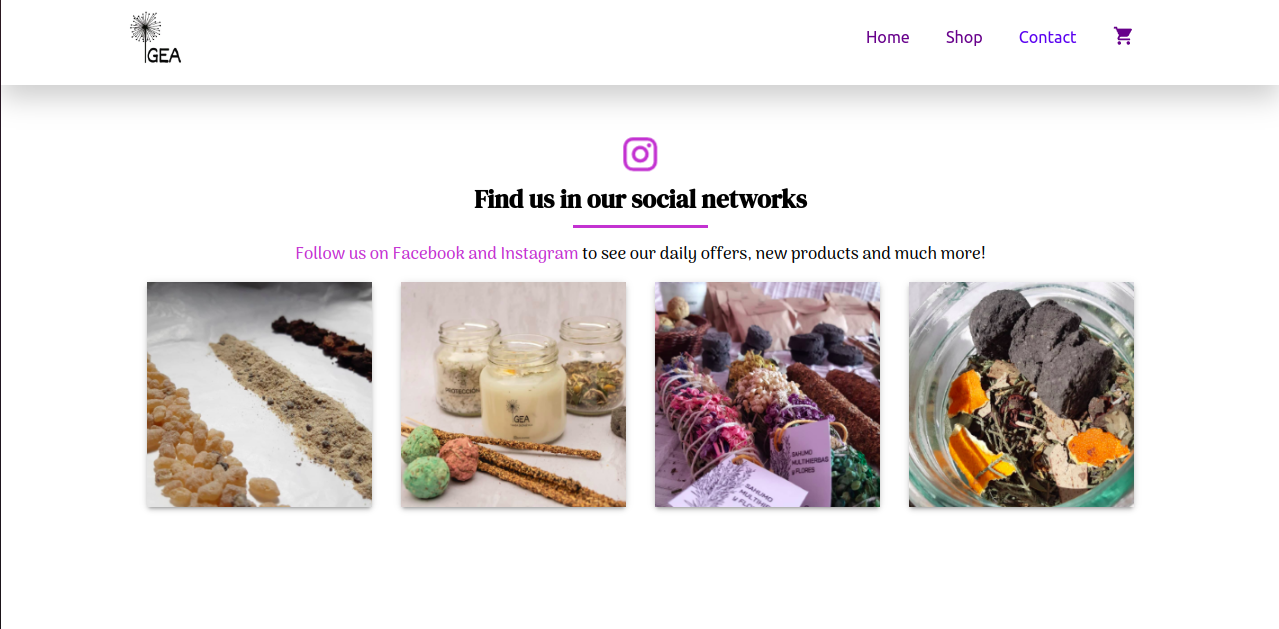 GEA
Home Shop Contact
Find us in our social networks
Follow us on Facebook and Instagram to see our daily offers, new products and much more!
PROTECCIÓN
GEA
SAHUMO
MULTIHIERBAS
y FLORES
SAHUMO